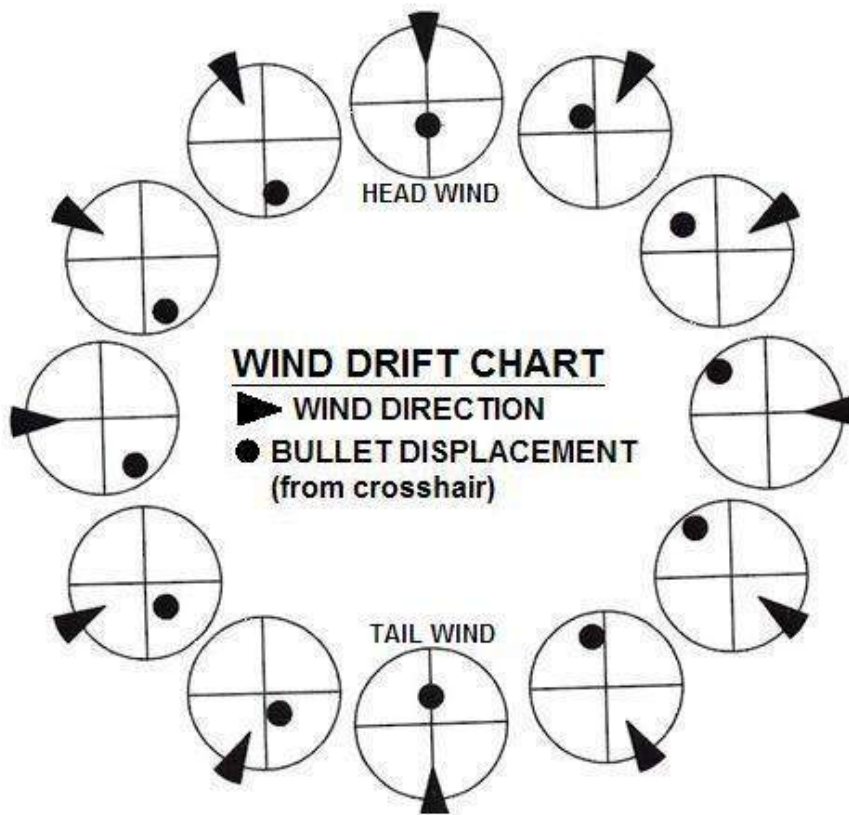 HEAD WIND
WIND DRIFT CHART
WIND DIRECTION
BULLET DISPLACEMENT
(from crosshair)
TAIL WIND